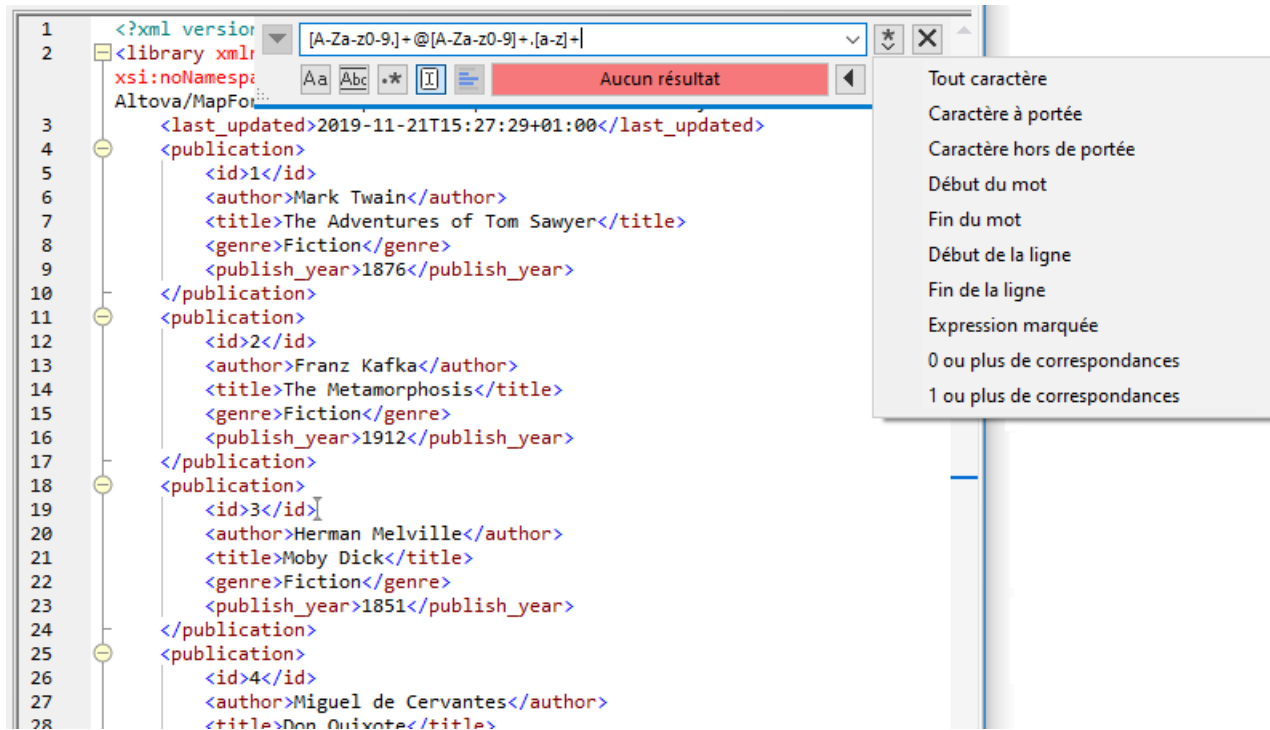 1 <?xml version
2 <library xmln
xsi:noNamespa
Altova/MapFor
[A-Za-z0-9.]+@[A-Za-z0-9]+.[a-z]+
Aa Abc .* Aucun résultat
3 <last_updated>2019-11-21T15:27:29+01:00</last_updated>
4 <publication>
5 <id>1</id>
6 <author>Mark Twain</author>
7 <title>The Adventures of Tom Sawyer</title>
8 <genre>Fiction</genre>
9 <publish_year>1876</publish_year>
10 </publication>
11 <publication>
12 <id>2</id>
13 <author>Franz Kafka</author>
14 <title>The Metamorphosis</title>
15 <genre>Fiction</genre>
16 <publish_year>1912</publish_year>
17 </publication>
18 <publication>
19 <id>3</id>
20 <author>Herman Melville</author>
21 <title>Moby Dick</title>
22 <genre>Fiction</genre>
23 <publish_year>1851</publish_year>
24 </publication>
25 <publication>
26 <id>4</id>
27 <author>Miguel de Cervantes</author>
28 <title>Don Quixote</title>
Tout caractère
Caractère à portée
Caractère hors de portée
Début du mot
Fin du mot
Début de la ligne
Fin de la ligne
Expression marquée
0 ou plus de correspondances
1 ou plus de correspondances